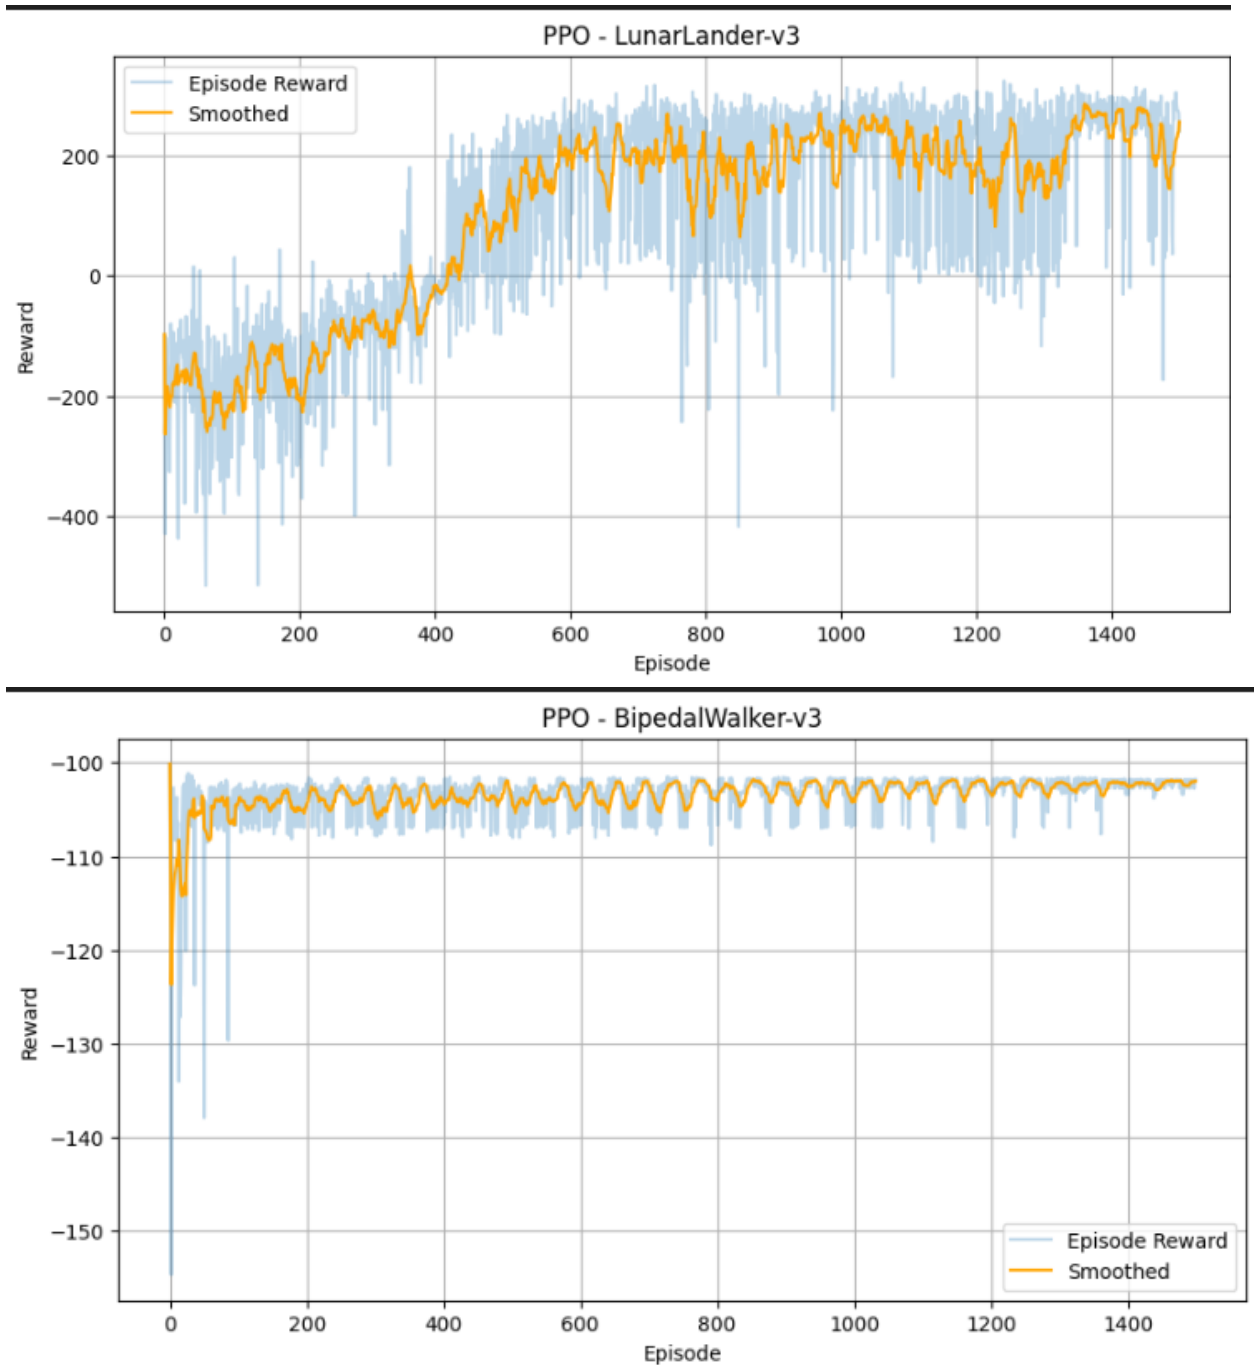 PPO - LunarLander-v3
Episode Reward
Smoothed
200
0
−200
−400
Reward
0 200 400 600 800 1000 1200 1400
Episode
PPO - BipedalWalker-v3
−100
−110
−120
−130
−140
−150
Reward
Episode Reward
Smoothed
0 200 400 600 800 1000 1200 1400
Episode